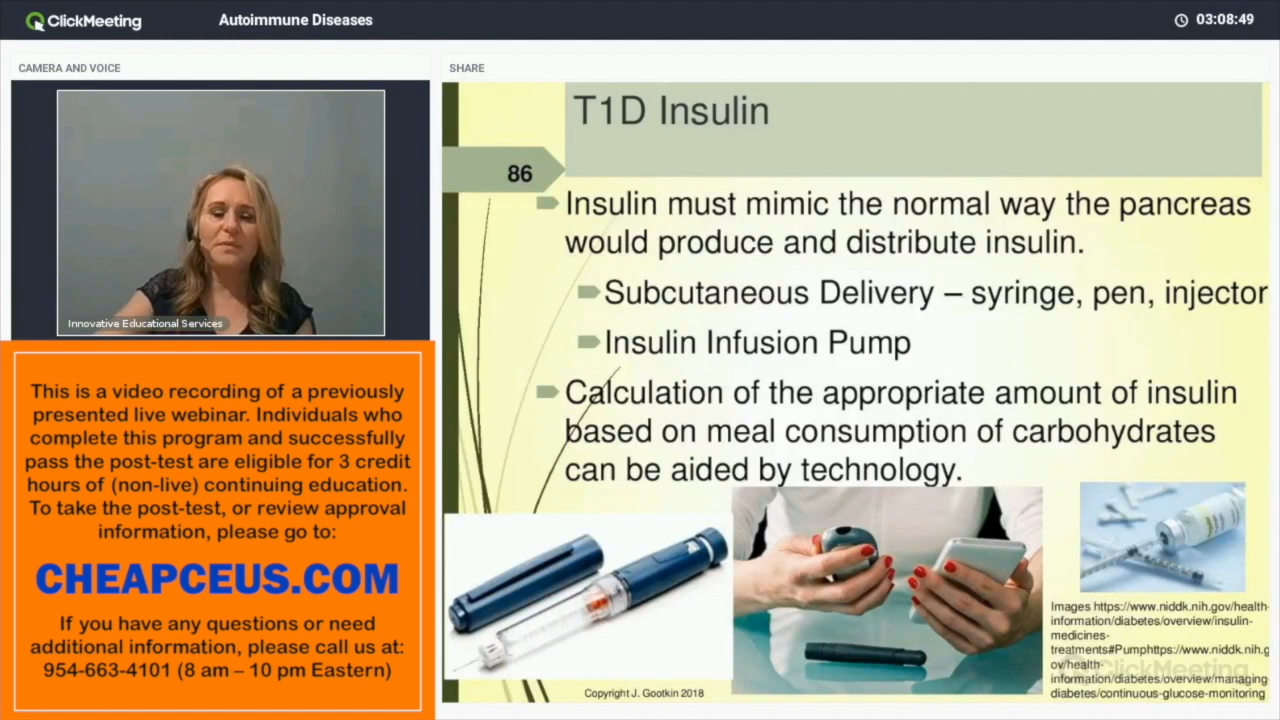 ClickMeeting
Autoimmune Diseases
03:08:49
CAMERA AND VOICE
SHARE
Innovative Educational Services
This is a video recording of a previously
presented live webinar. Individuals who
complete this program and successfully
pass the post-test are eligible for 3 credit
hours of (non-live) continuing education.
To take the post-test, or review approval
information, please go to:
CHEAPCEUS.COM
If you have any questions or need
additional information, please call us at:
954-663-4101 (8 am – 10 pm Eastern)
T1D Insulin
86
Insulin must mimic the normal way the pancreas
would produce and distribute insulin.
Subcutaneous Delivery – syringe, pen, injector
Insulin Infusion Pump
Calculation of the appropriate amount of insulin
based on meal consumption of carbohydrates
can be aided by technology.
Images https://www.niddk.nih.gov/health-
information/diabetes/overview/insulin-
medicines-
treatments#Pumphttps://www.niddk.nih.g
ov/health-
information/diabetes/overview/managing-
diabetes/continuous-glucose-monitoring
ClickMeeting
Copyright J. Gootkin 2018